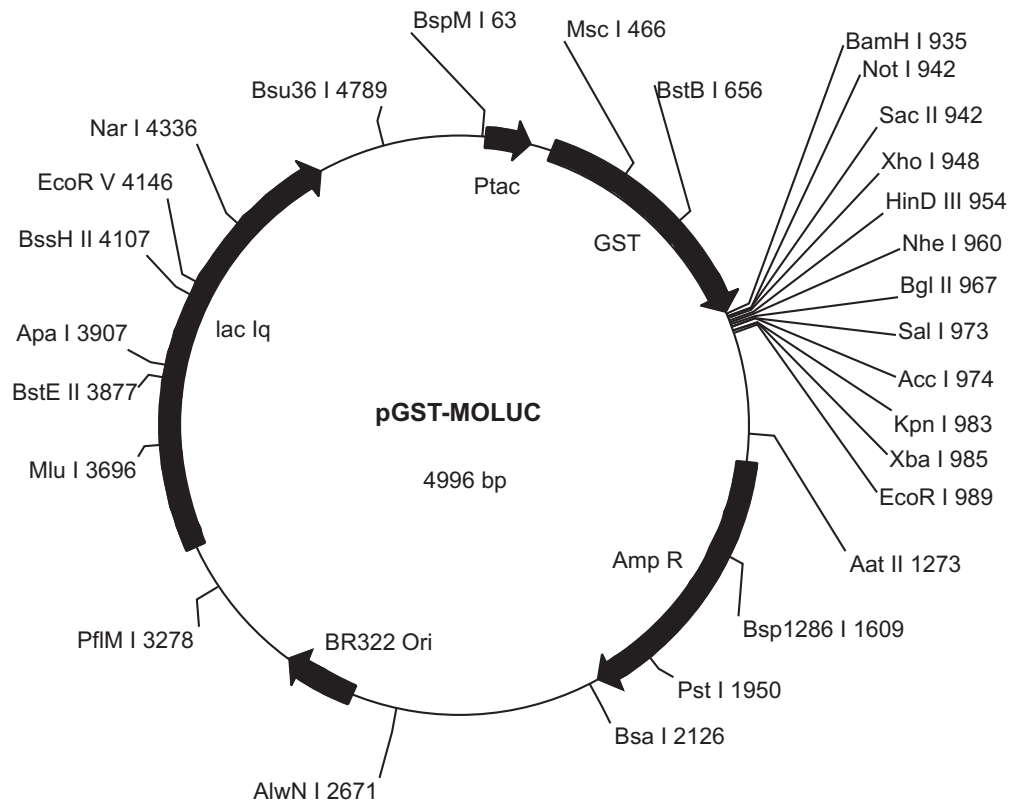 BspM I 63
Msc I 466
BstB I 656
BamH I 935
Not I 942
Sac II 942
Xho I 948
HinD III 954
Nhe I 960
Bgl II 967
Sal I 973
Acc I 974
Kpn I 983
Xba I 985
EcoR I 989
Aat II 1273
Bsp1286 I 1609
Pst I 1950
Bsa I 2126
AlwN I 2671
PflM I 3278
Mlu I 3696
BstE II 3877
Apa I 3907
BssH II 4107
EcoR V 4146
Nar I 4336
Bsu36 I 4789
Ptac
GST
Amp R
BR322 Ori
lac Iq
pGST-MOLUC
4996 bp